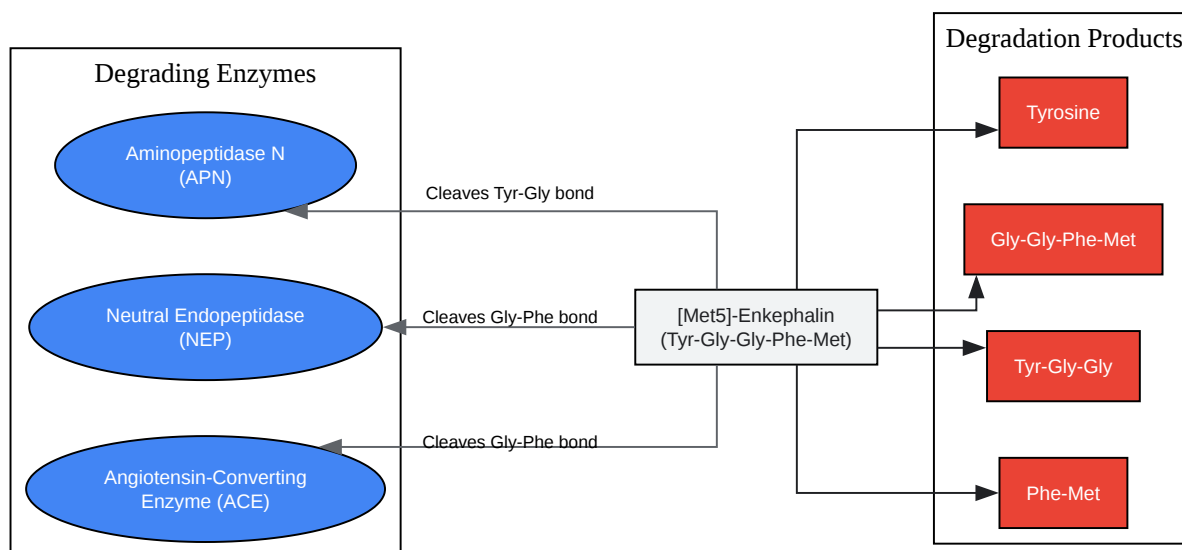 Degrading Enzymes
Aminopeptidase N
(APN)
Neutral Endopeptidase
(NEP)
Angiotensin-Converting
Enzyme (ACE)
Cleaves Tyr-Gly bond
Cleaves Gly-Phe bond
Cleaves Gly-Phe bond
[Met5]-Enkephalin
(Tyr-Gly-Gly-Phe-Met)
Degradation Products
Tyrosine
Gly-Gly-Phe-Met
Tyr-Gly-Gly
Phe-Met